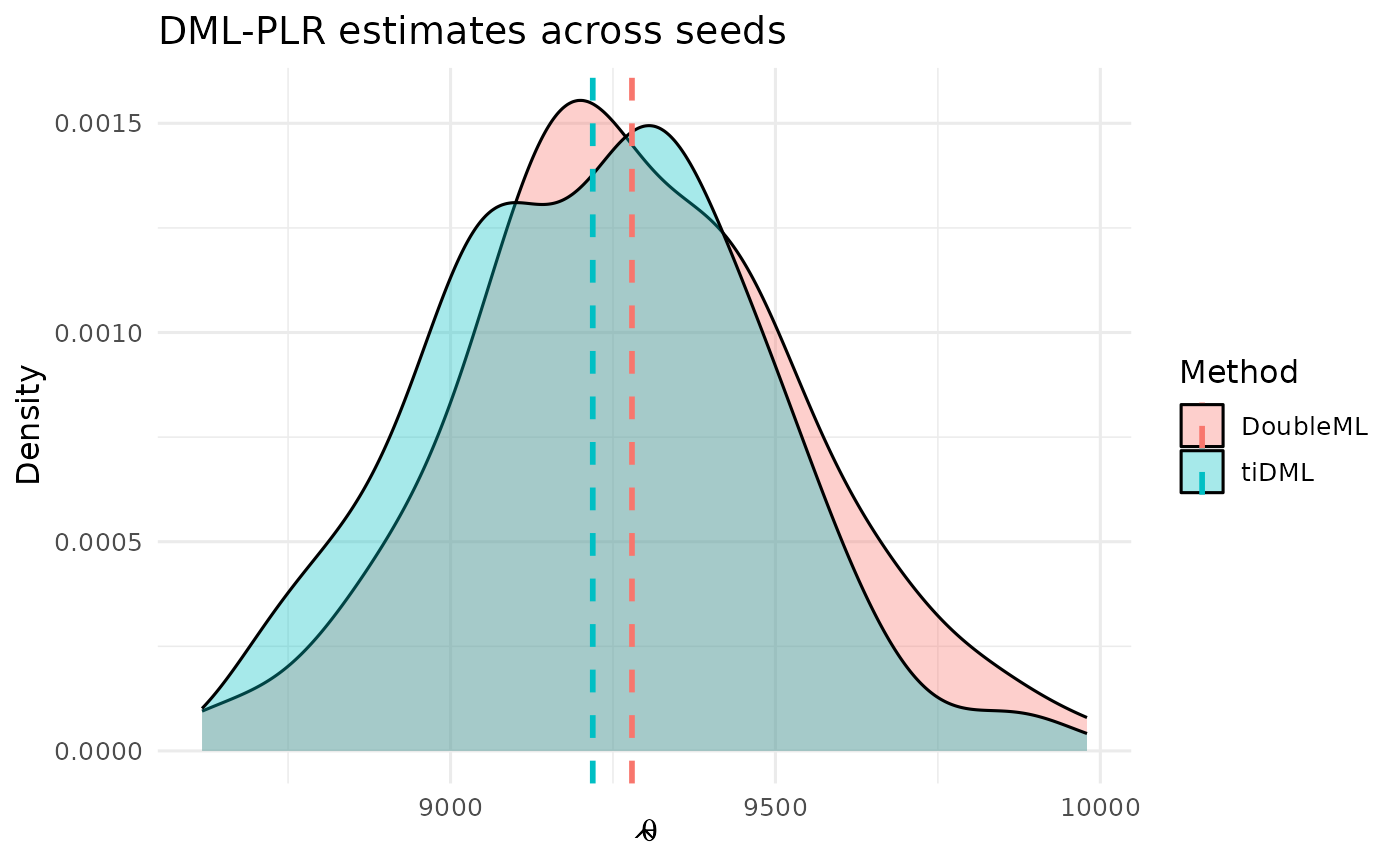 DML-PLR estimates across seeds
0.0015
0.0010
0.0005
0.0000
Density
9000 9500 10000
θ̂
Method
DoubleML
tiDML